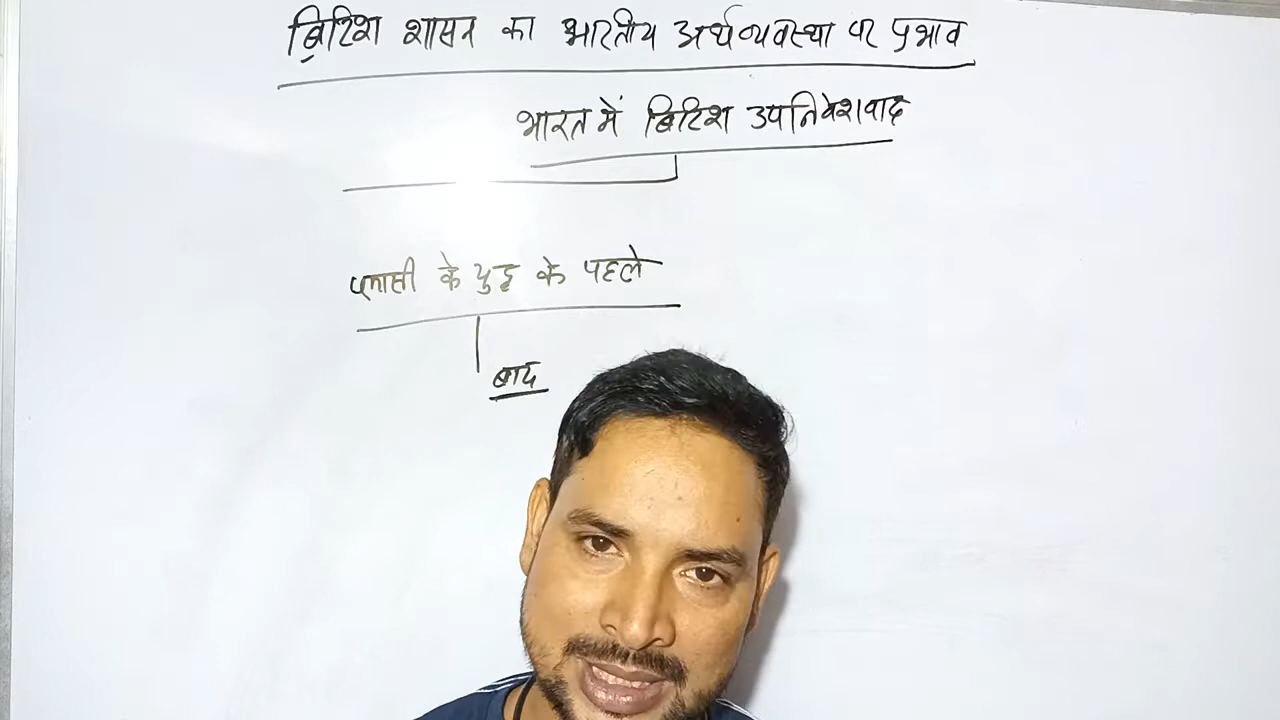 ब्रिटिश शासन का भारतीय अर्थव्यवस्था पर प्रभाव
भारत में ब्रिटिश उपनिवेशवाद
प्लासी के युद्ध के पहले
बाद